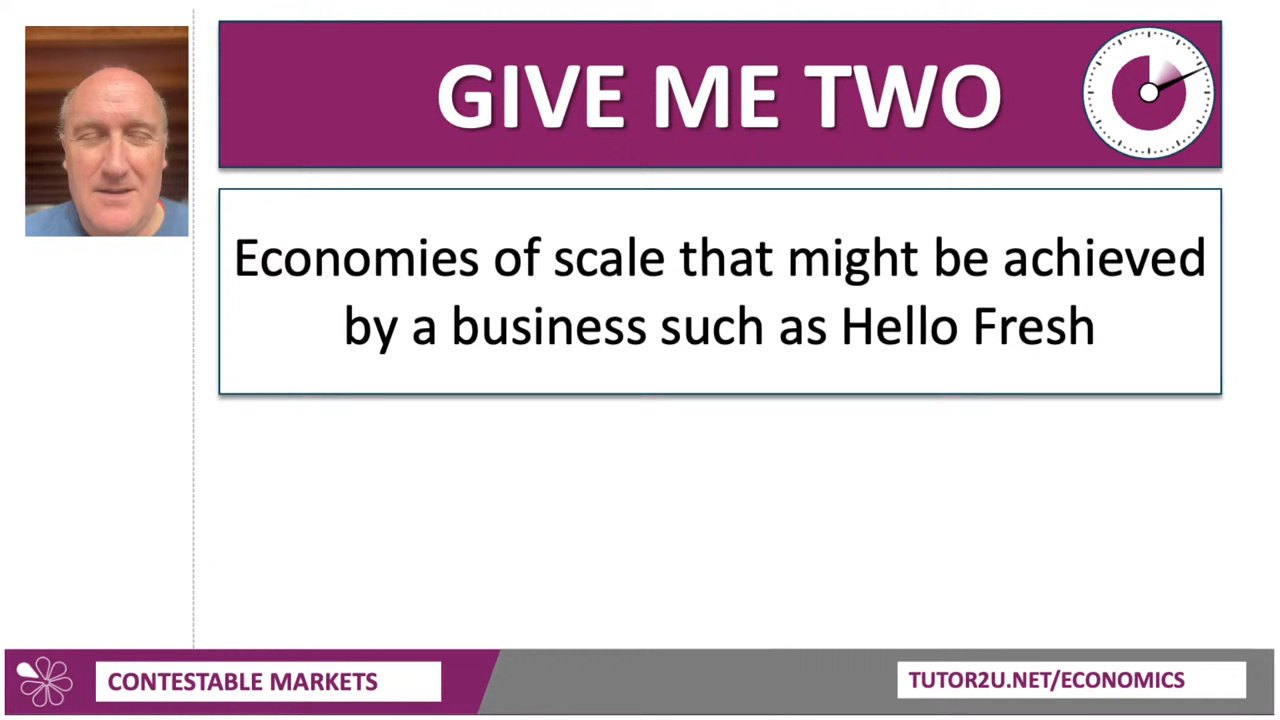 GIVE ME TWO
Economies of scale that might be achieved
by a business such as Hello Fresh
CONTESTABLE MARKETS
TUTOR2U.NET/ECONOMICS